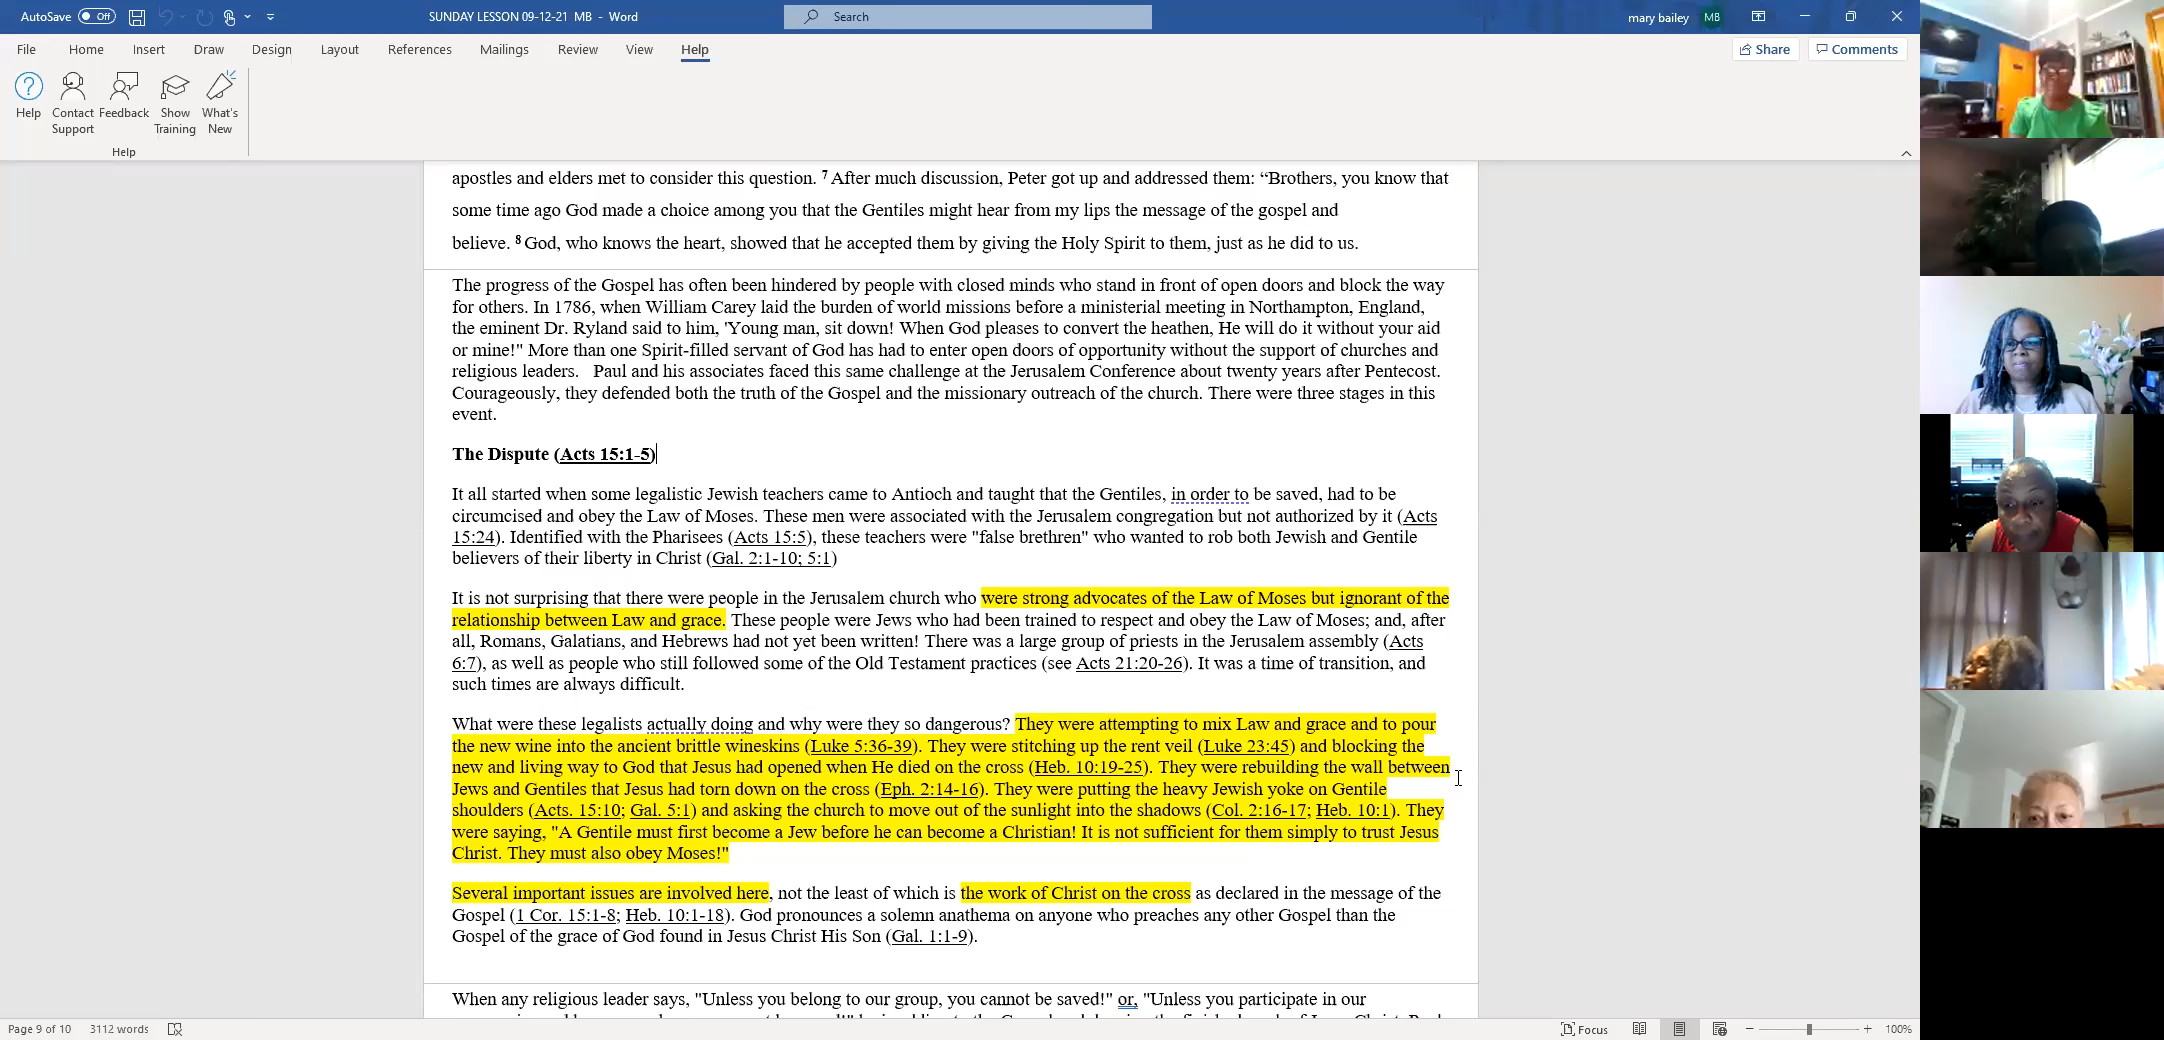 AutoSave Off SUNDAY LESSON 09-12-21 MB - Word Search mary bailey MB
File Home Insert Draw Design Layout References Mailings Review View Help Share Comments
Help Contact Support Feedback Show Training What's New
Help
apostles and elders met to consider this question. 7 After much discussion, Peter got up and addressed them: “Brothers, you know that
some time ago God made a choice among you that the Gentiles might hear from my lips the message of the gospel and
believe. 8 God, who knows the heart, showed that he accepted them by giving the Holy Spirit to them, just as he did to us.
The progress of the Gospel has often been hindered by people with closed minds who stand in front of open doors and block the way
for others. In 1786, when William Carey laid the burden of world missions before a ministerial meeting in Northampton, England,
the eminent Dr. Ryland said to him, 'Young man, sit down! When God pleases to convert the heathen, He will do it without your aid
or mine!" More than one Spirit-filled servant of God has had to enter open doors of opportunity without the support of churches and
religious leaders. Paul and his associates faced this same challenge at the Jerusalem Conference about twenty years after Pentecost.
Courageously, they defended both the truth of the Gospel and the missionary outreach of the church. There were three stages in this
event.
The Dispute (Acts 15:1-5)
It all started when some legalistic Jewish teachers came to Antioch and taught that the Gentiles, in order to be saved, had to be
circumcised and obey the Law of Moses. These men were associated with the Jerusalem congregation but not authorized by it (Acts
15:24). Identified with the Pharisees (Acts 15:5), these teachers were "false brethren" who wanted to rob both Jewish and Gentile
believers of their liberty in Christ (Gal. 2:1-10; 5:1)
It is not surprising that there were people in the Jerusalem church who were strong advocates of the Law of Moses but ignorant of the
relationship between Law and grace. These people were Jews who had been trained to respect and obey the Law of Moses; and, after
all, Romans, Galatians, and Hebrews had not yet been written! There was a large group of priests in the Jerusalem assembly (Acts
6:7), as well as people who still followed some of the Old Testament practices (see Acts 21:20-26). It was a time of transition, and
such times are always difficult.
What were these legalists actually doing and why were they so dangerous? They were attempting to mix Law and grace and to pour
the new wine into the ancient brittle wineskins (Luke 5:36-39). They were stitching up the rent veil (Luke 23:45) and blocking the
new and living way to God that Jesus had opened when He died on the cross (Heb. 10:19-25). They were rebuilding the wall between
Jews and Gentiles that Jesus had torn down on the cross (Eph. 2:14-16). They were putting the heavy Jewish yoke on Gentile
shoulders (Acts. 15:10; Gal. 5:1) and asking the church to move out of the sunlight into the shadows (Col. 2:16-17; Heb. 10:1). They
were saying, "A Gentile must first become a Jew before he can become a Christian! It is not sufficient for them simply to trust Jesus
Christ. They must also obey Moses!"
Several important issues are involved here, not the least of which is the work of Christ on the cross as declared in the message of the
Gospel (1 Cor. 15:1-8; Heb. 10:1-18). God pronounces a solemn anathema on anyone who preaches any other Gospel than the
Gospel of the grace of God found in Jesus Christ His Son (Gal. 1:1-9).
When any religious leader says, "Unless you belong to our group, you cannot be saved!" or, "Unless you participate in our
Page 9 of 10 3112 words Focus 100%